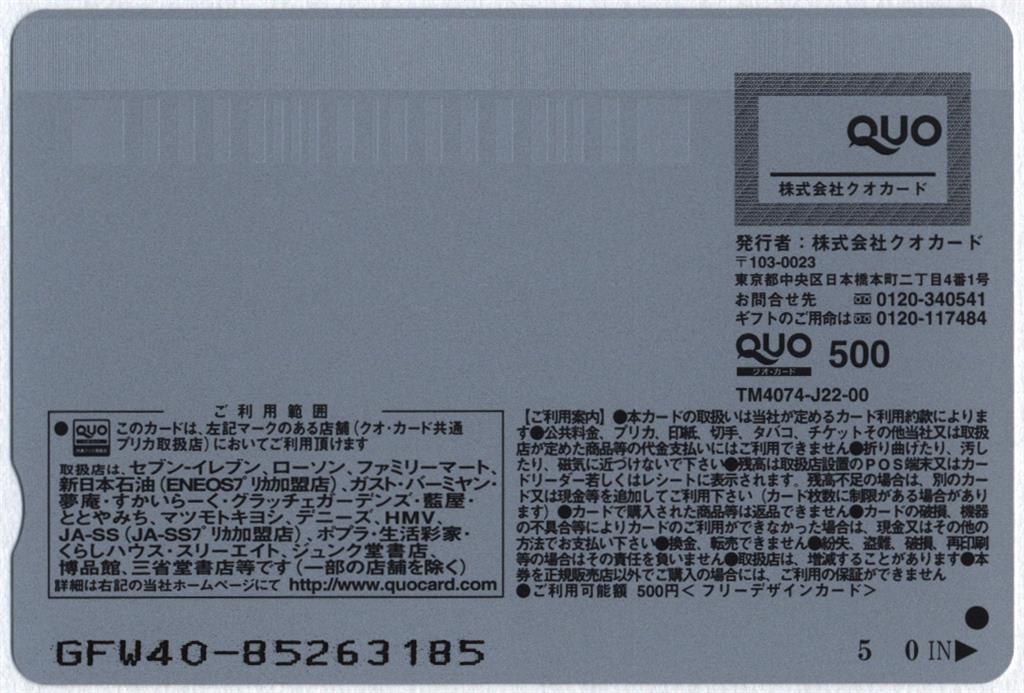 QUO
株式会社クオカード
発行者：株式会社クオカード
〒103-0023
東京都中央区日本橋本町二丁目4番1号
お問合せ先 0120-340541
ギフトのご用命は 0120-117484
QUO 500
クオ・カード
TM4074-J22-00
ご利用範囲
●QUO このカードは、左記マークのある店舗（クオ・カード共通
プリカ取扱店）においてご利用頂けます
取扱店は、セブン-イレブン、ローソン、ファミリーマート、
新日本石油（ENEOSプリカ加盟店）、ガスト・バーミヤン・
夢庵・すかいらーく・グラッチェガーデンズ・藍屋・
ととやみち、マツモトキヨシ、デニーズ、HMV、
JA-SS（JA-SSプリカ加盟店）、ポプラ・生活彩家・
くらしハウス・スリーエイト、ジュンク堂書店、
博品館、三省堂書店等です（一部の店舗を除く）
詳細は右記の当社ホームページにて http://www.quocard.com
【ご利用案内】●本カードの取扱いは当社が定めるカード利用約款によりま
す●公共料金、プリカ、印紙、切手、タバコ、チケットその他当社又は取扱
店が定めた商品等の代金支払いにはご利用できません●折り曲げたり、汚し
たり、磁気に近づけないで下さい●残高は取扱店設置のPOS端末又はカー
ドリーダー若しくはレシートに表示されます。残高不足の場合は、別のカー
ド又は現金等を追加してご利用下さい（カード枚数に制限がある場合があり
ます）●カードで購入された商品等は返品できません●カードの破損、機器
の不具合等によりカードのご利用ができなかった場合は、現金又はその他の
方法でお支払い下さい●換金、転売できません●紛失、盗難、破損、再印刷
等の場合はその責任を負いません●取扱店は、増減することがあります●本
券を正規販売店以外でご購入の場合には、ご利用の保証ができません
●ご利用可能額 500円＜フリーデザインカード＞
GFW40-85263185
5 0 IN▶